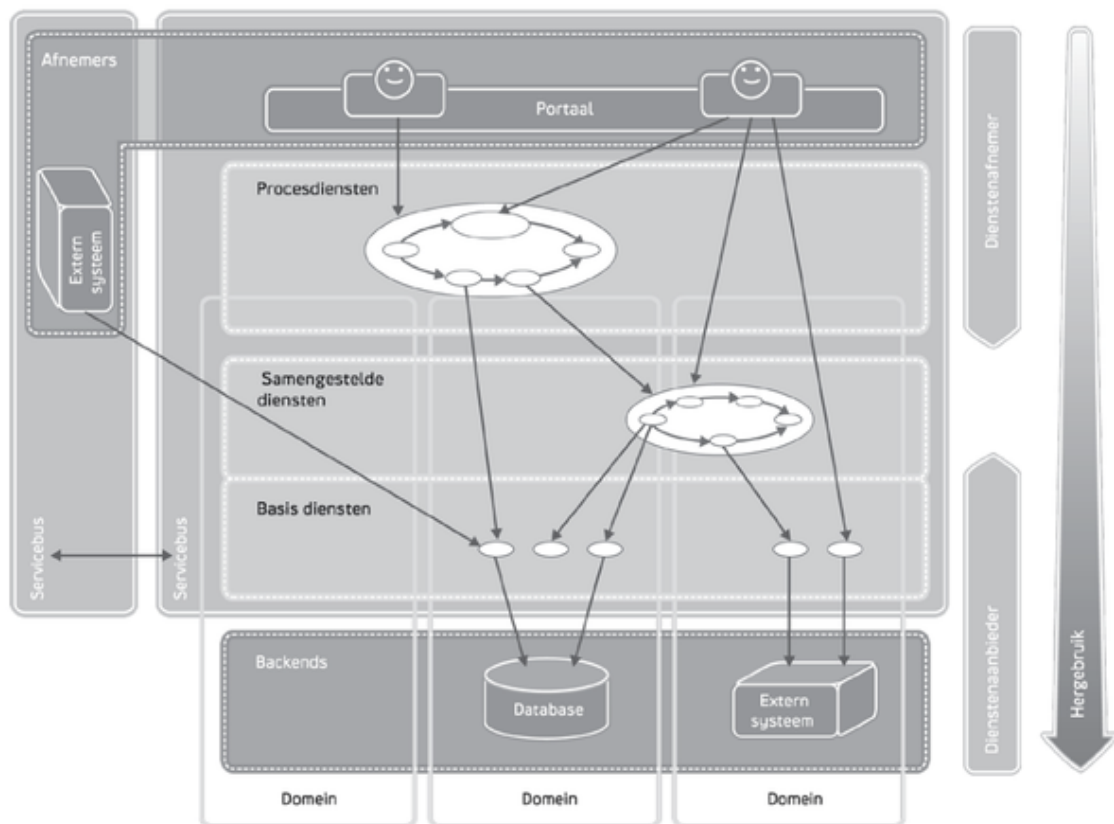 Afnemers
Portaal
Procesdiensten
Extern
systeem
Samengestelde
diensten
Basis diensten
Servicebus
Servicebus
Backends
Database
Extern
systeem
Domein
Domein
Domein
Dienstenafnemer
Dienstenaanbieder
Hergebruik